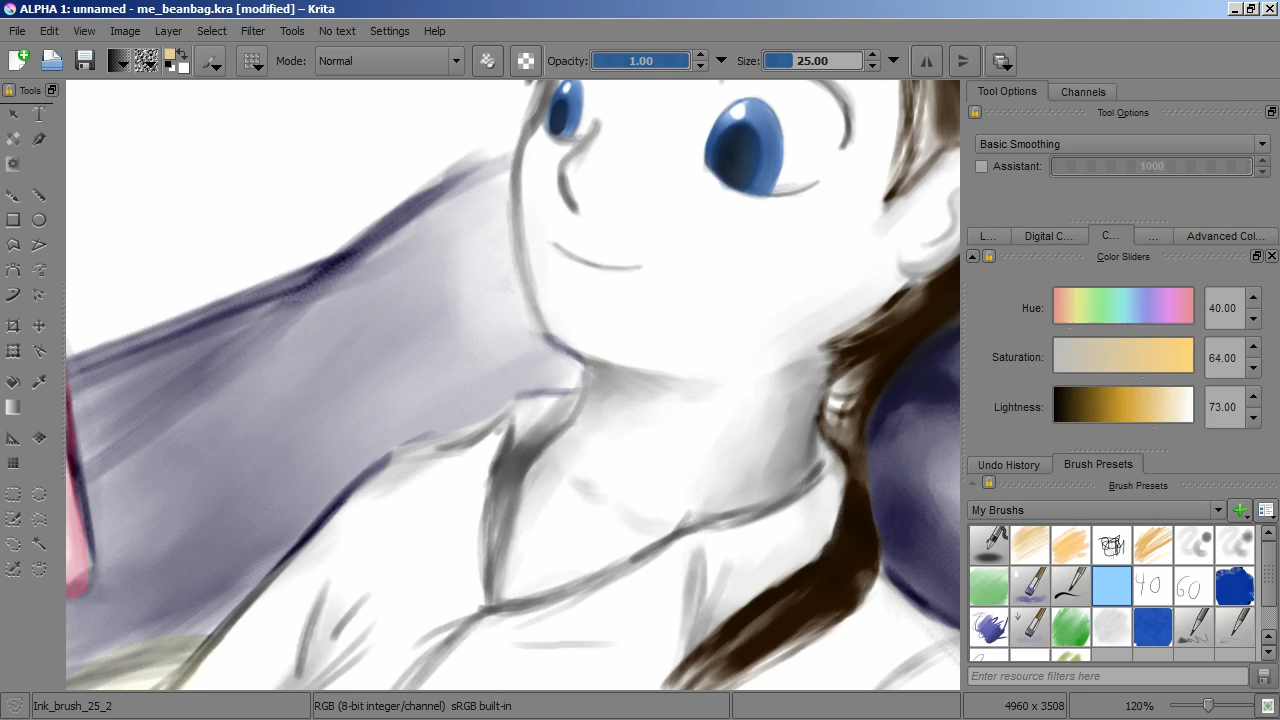 ALPHA 1: unnamed - me_beanbag.kra [modified] – Krita
File Edit View Image Layer Select Filter Tools No text Settings Help
Mode: Normal Opacity: 1.00 Size: 25.00
Tools
Tool Options Channels
Tool Options
Basic Smoothing
Assistant: 1000
L... Digital C... C... ... Advanced Col...
Color Sliders
Hue: 40.00
Saturation: 64.00
Lightness: 73.00
Undo History Brush Presets
Brush Presets
My Brushes
40 60
Enter resource filters here
Ink_brush_25_2 RGB (8-bit integer/channel) sRGB built-in 4960 x 3508 120%